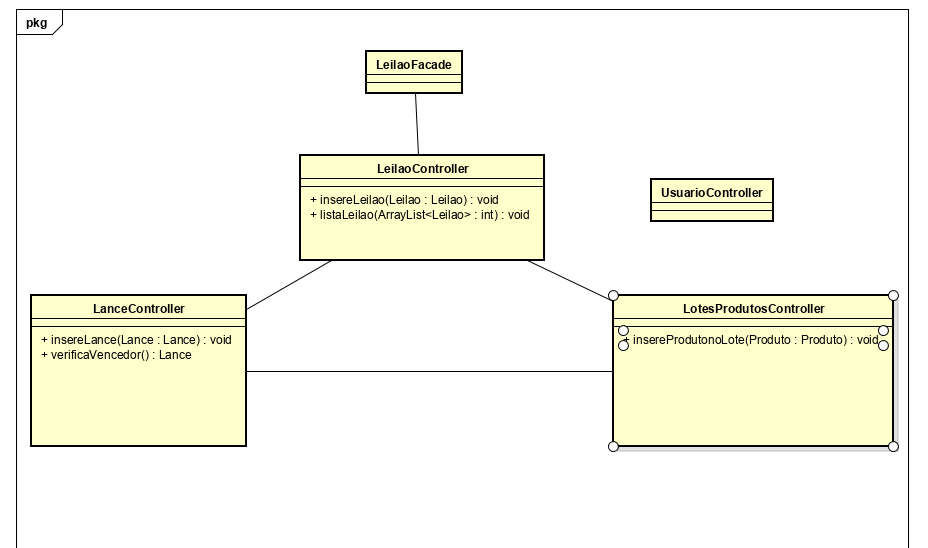 pkg
LeilaoFacade
LeilaoController
+ insereLeilao(Leilao : Leilao) : void
+ listaLeilao(ArrayList<Leilao> : int) : void
UsuarioController
LanceController
+ insereLance(Lance : Lance) : void
+ verificaVencedor() : Lance
LotesProdutosController
+ insereProdutonoLote(Produto : Produto) : void